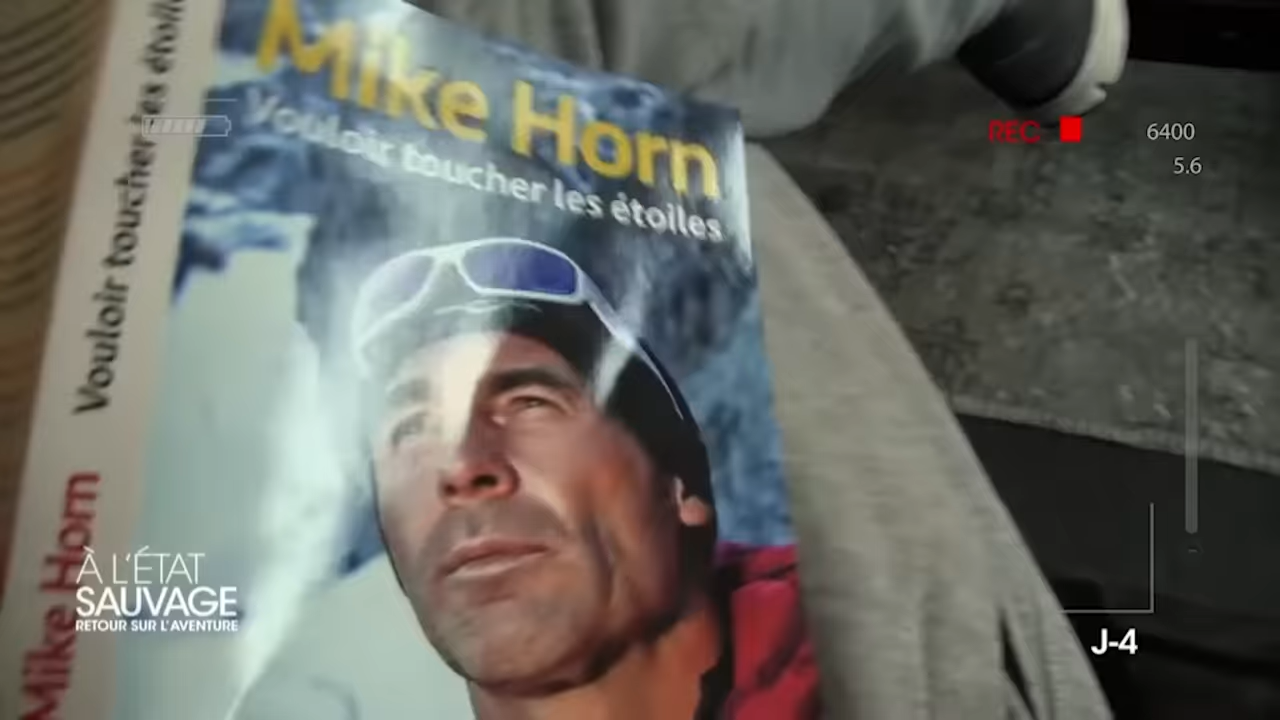 Mike Horn
Vouloir toucher les étoiles
Mike Horn Vouloir toucher les étoiles
REC
6400
5.6
À L'ÉTAT
SAUVAGE
RETOUR SUR L'AVENTURE
J-4